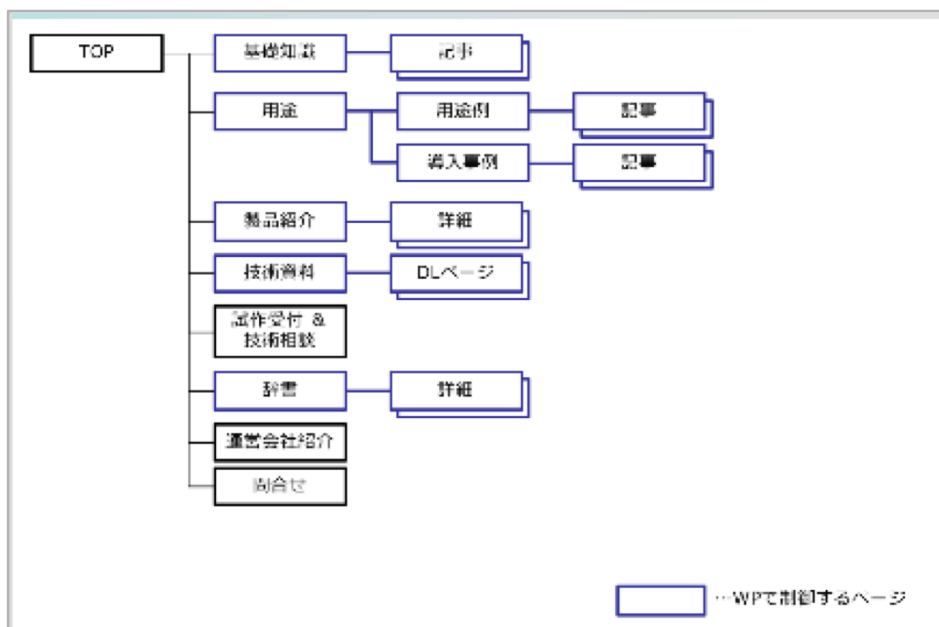 TOP
基礎知識
記事
用途
用途例
記事
導入事例
記事
製品紹介
詳細
技術資料
DLページ
試作受付 &
技術相談
辞書
詳細
運営会社紹介
問合せ
…WPで制御するページ